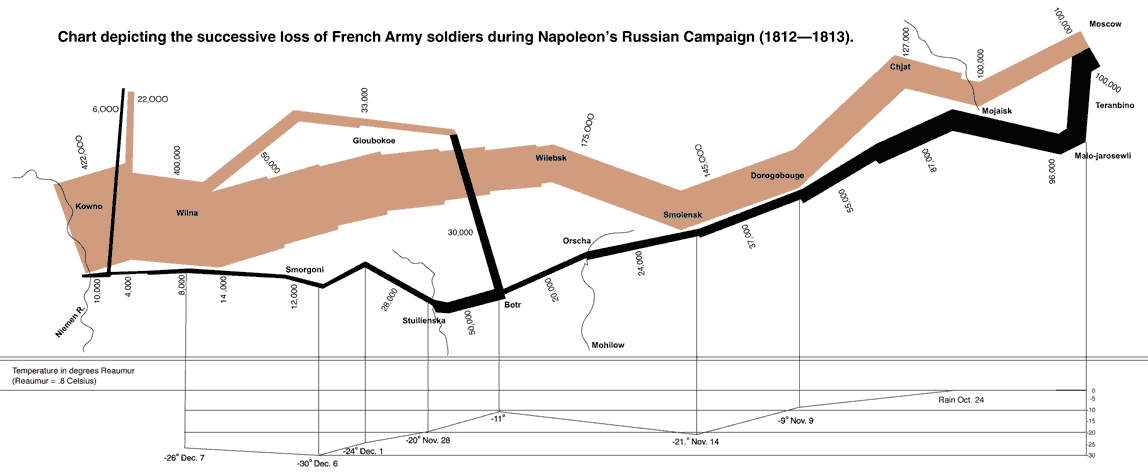 Chart depicting the successive loss of French Army soldiers during Napoleon's Russian Campaign (1812—1813).
100,000
Moscow
127,000
100,000
Chjat
100,000
Teranbino
Mojaisk
6,000
22,000
33,000
Gioubokoe
175,000
422,000
400,000
50,000
Wilebsk
145,000
87,000
96,000
Malo-jarosewli
Dorogobouge
Kowno
Wilna
Smolensk
55,000
30,000
37,000
Orscha
24,000
Smorgoni
10,000
4,000
8,000
14,000
12,000
28,000
20,000
Botr
Stuilienska
50,000
Niemen R.
Mohilow
Temperature in degrees Reaumur
(Reaumur = .8 Celsius)
0
-5
-10
-15
-20
-25
-30
Rain Oct. 24
-9° Nov. 9
-21.° Nov. 14
-11°
-20° Nov. 28
-24° Dec. 1
-30° Dec. 6
-26° Dec. 7